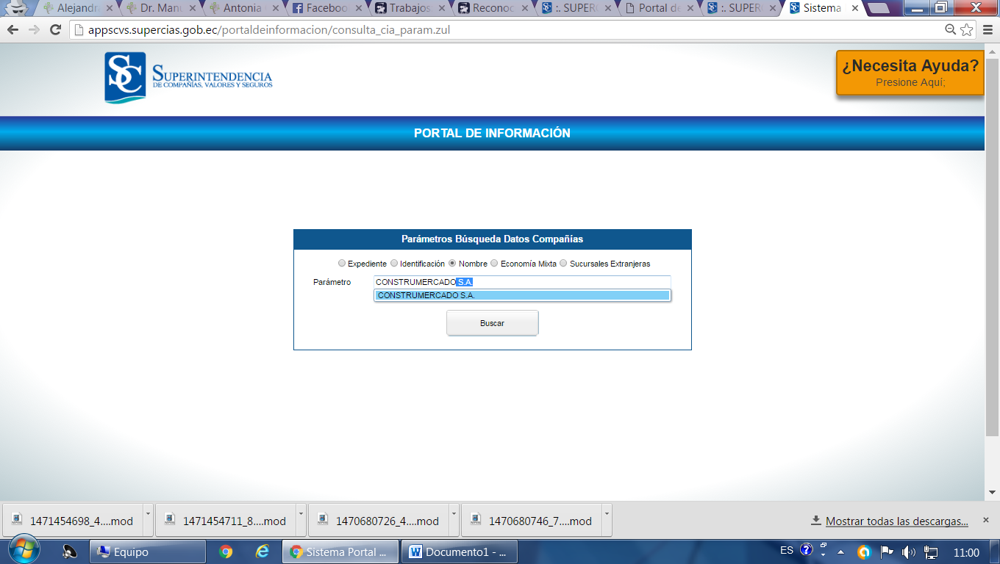 Alejandra
Dr. Manu
Antonia
Faceboo
Trabajos
Reconoc
:. SUPER
Portal de
:. SUPER
Sistema
appscvs.supercias.gob.ec/portaldeinformacion/consulta_cia_param.zul
SC
SUPERINTENDENCIA
DE COMPAÑÍAS, VALORES Y SEGUROS
¿Necesita Ayuda?
Presione Aquí;
PORTAL DE INFORMACIÓN
Parámetros Búsqueda Datos Compañías
Expediente Identificación Nombre Economía Mixta Sucursales Extranjeras
Parámetro CONSTRUMERCADO S.A.
CONSTRUMERCADO S.A.
Buscar
1471454698_4....mod
1471454711_8....mod
1470680726_4....mod
1470680746_7....mod
Mostrar todas las descargas...
Equipo
Sistema Portal ...
Documento1 - ...
ES
11:00